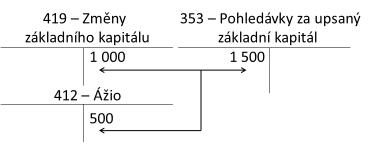 419 – Změny
základního kapitálu
353 – Pohledávky za upsaný
základní kapitál
1 000
1 500
412 – Ážio
500